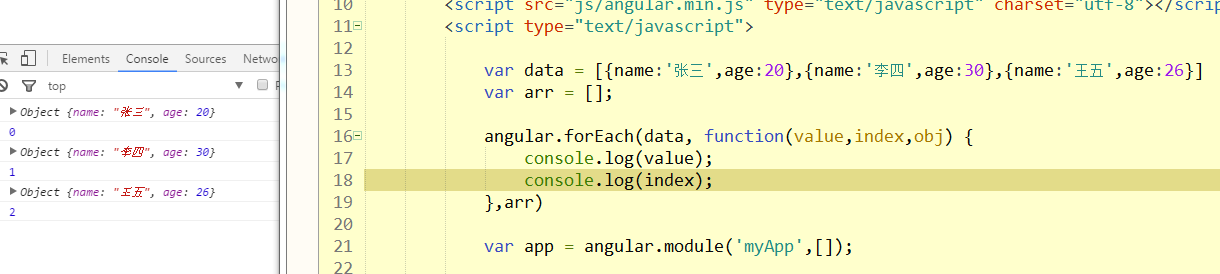 Elements Console Sources Netwo
top
Object {name: "张三", age: 20}
0
Object {name: "李四", age: 30}
1
Object {name: "王五", age: 26}
2
10 <script src="js/angular.min.js" type="text/javascript" charset="utf-8"></scrip
11 <script type="text/javascript">
12
13 var data = [{name:'张三',age:20},{name:'李四',age:30},{name:'王五',age:26}]
14 var arr = [];
15
16 angular.forEach(data, function(value,index,obj) {
17 console.log(value);
18 console.log(index);
19 },arr)
20
21 var app = angular.module('myApp',[]);
22